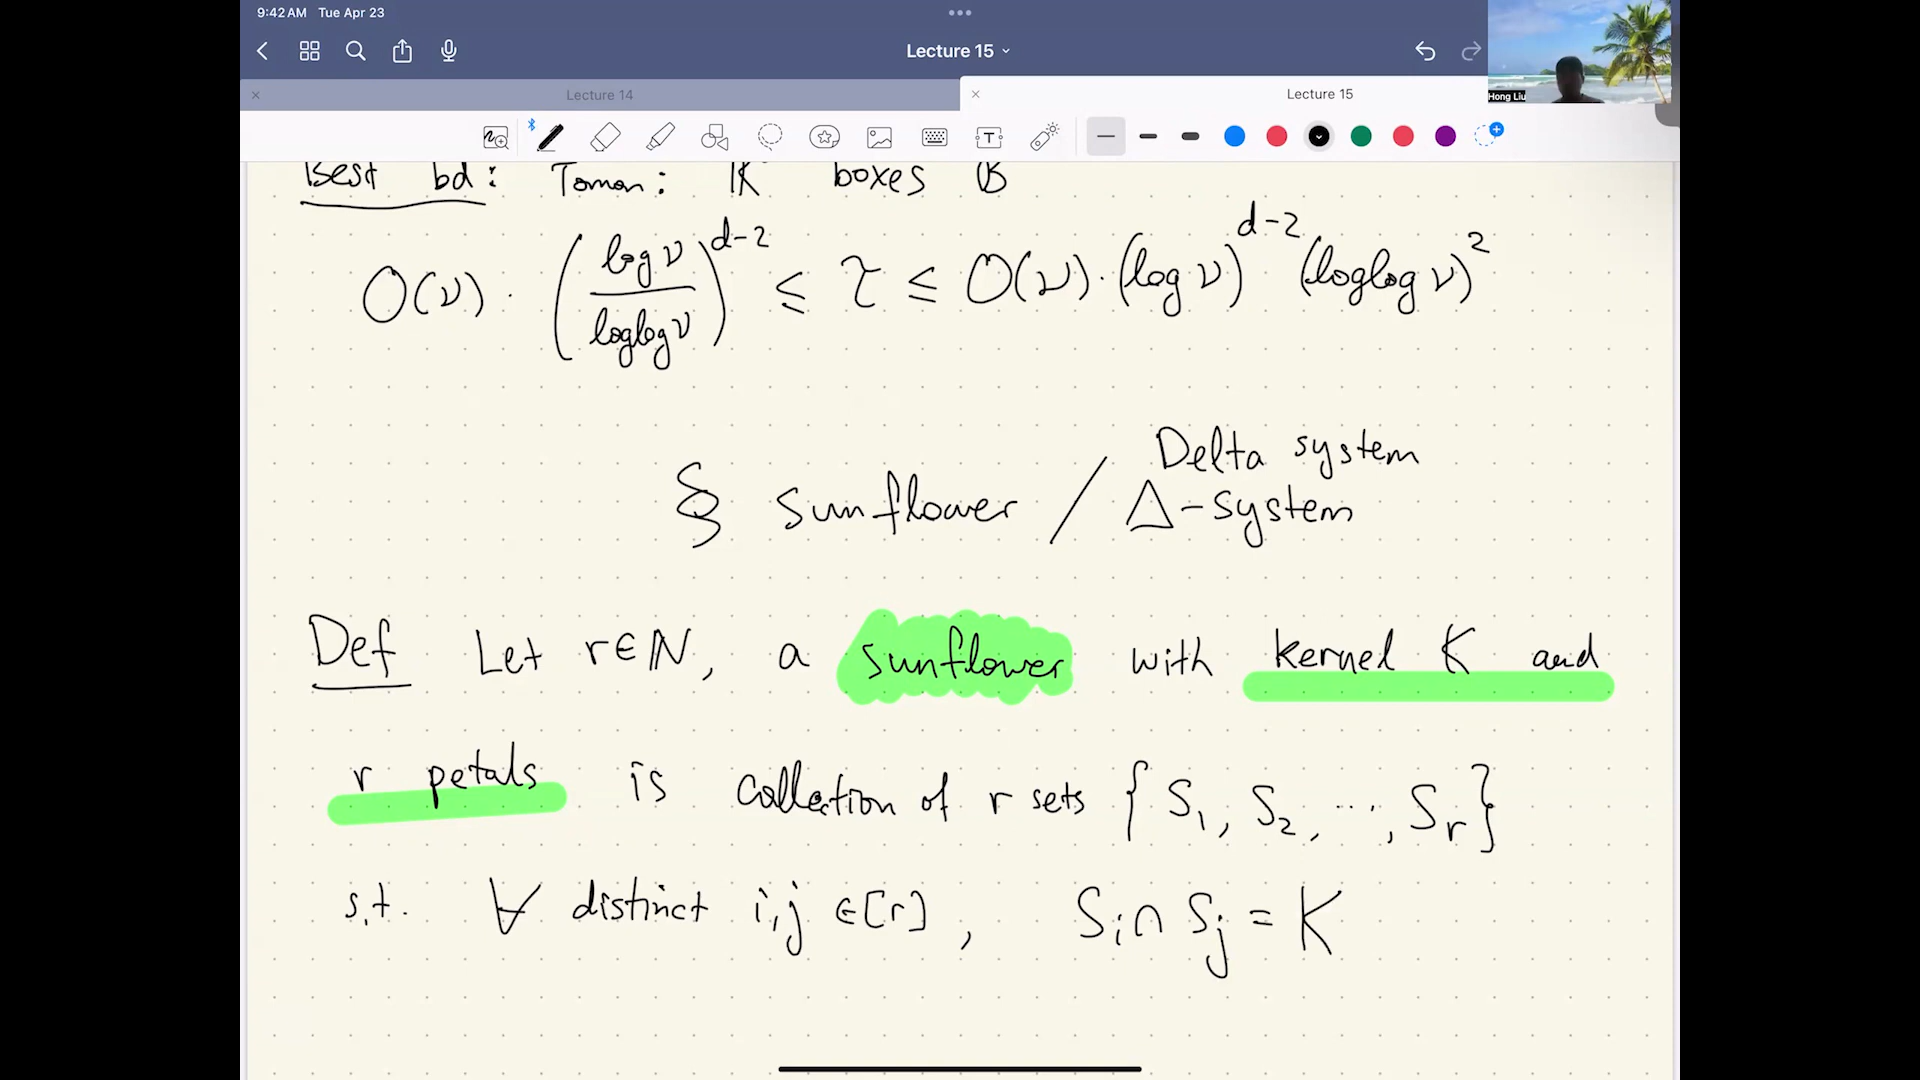 9:42 AM Tue Apr 23
Lecture 15
Lecture 14
Lecture 15
Hong Liu
Best bd: Tomon: boxes
O(ν) · (log ν / loglog ν)^{d-2} ≤ τ ≤ O(ν) · (log ν)^{d-2} (loglog ν)^2
§ sunflower / Delta system
Δ-system
Def Let r∈ℕ, a sunflower with kernel K and
r petals is collection of r sets {S₁, S₂, ⋯, Sᵣ}
s.t. ∀ distinct i,j ∈[r], Sᵢ∩Sⱼ = K